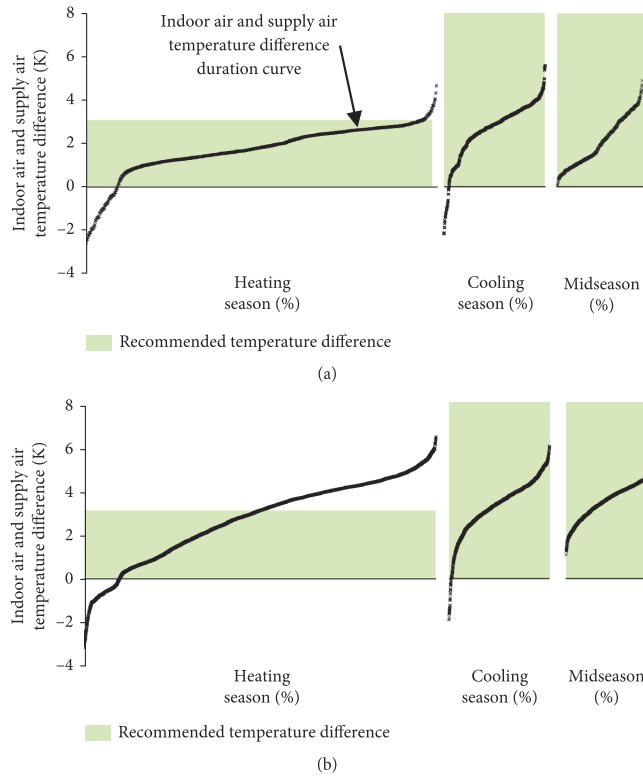 Indoor air and supply air
temperature difference (K)
8
6
4
2
0
–2
–4
Indoor air and supply air
temperature difference
duration curve
Heating
season (%)
Cooling
season (%)
Midseason
(%)
Recommended temperature difference
(a)
Indoor air and supply air
temperature difference (K)
8
6
4
2
0
–2
–4
Heating
season (%)
Cooling
season (%)
Midseason
(%)
Recommended temperature difference
(b)